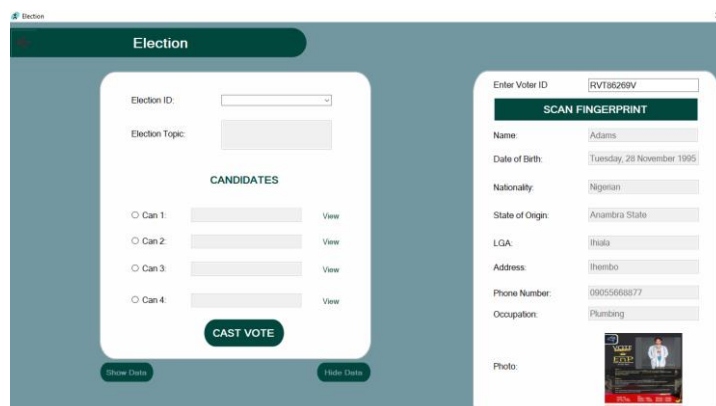 Election
Election
Election ID:
Election Topic:
CANDIDATES
Can 1: View
Can 2: View
Can 3: View
Can 4: View
CAST VOTE
Show Data Hide Data
Enter Voter ID RVT86269V
SCAN FINGERPRINT
Name: Adams
Date of Birth: Tuesday, 28 November 1995
Nationality: Nigerian
State of Origin: Anambra State
LGA: Ihiala
Address: Ihembo
Phone Number: 09055668877
Occupation: Plumbing
Photo:
VOTE